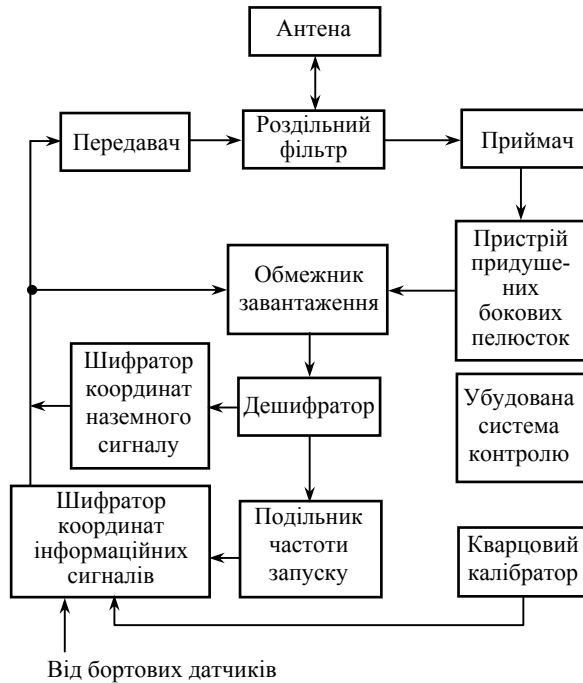 Антена
Передавач
Роздільний
фільтр
Приймач
Обмежник
завантаження
Пристрій
придуше-
них
бокових
пелюсток
Шифратор
координат
наземного
сигналу
Дешифратор
Убудована
система
контролю
Шифратор
координат
інформаційних
сигналів
Подільник
частоти
запуску
Кварцовий
калібратор
Від бортових датчиків